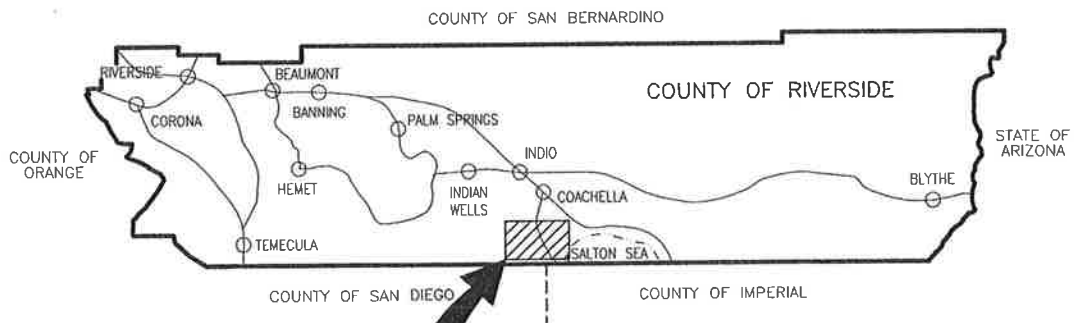 COUNTY OF SAN BERNARDINO
RIVERSIDE
BEAUMONT
COUNTY OF RIVERSIDE
BANNING
CORONA
PALM SPRINGS
STATE OF
ARIZONA
COUNTY OF
ORANGE
INDIO
HEMET
INDIAN
WELLS
COACHELLA
BLYTHE
TEMECULA
SALTON SEA
COUNTY OF SAN DIEGO
COUNTY OF IMPERIAL